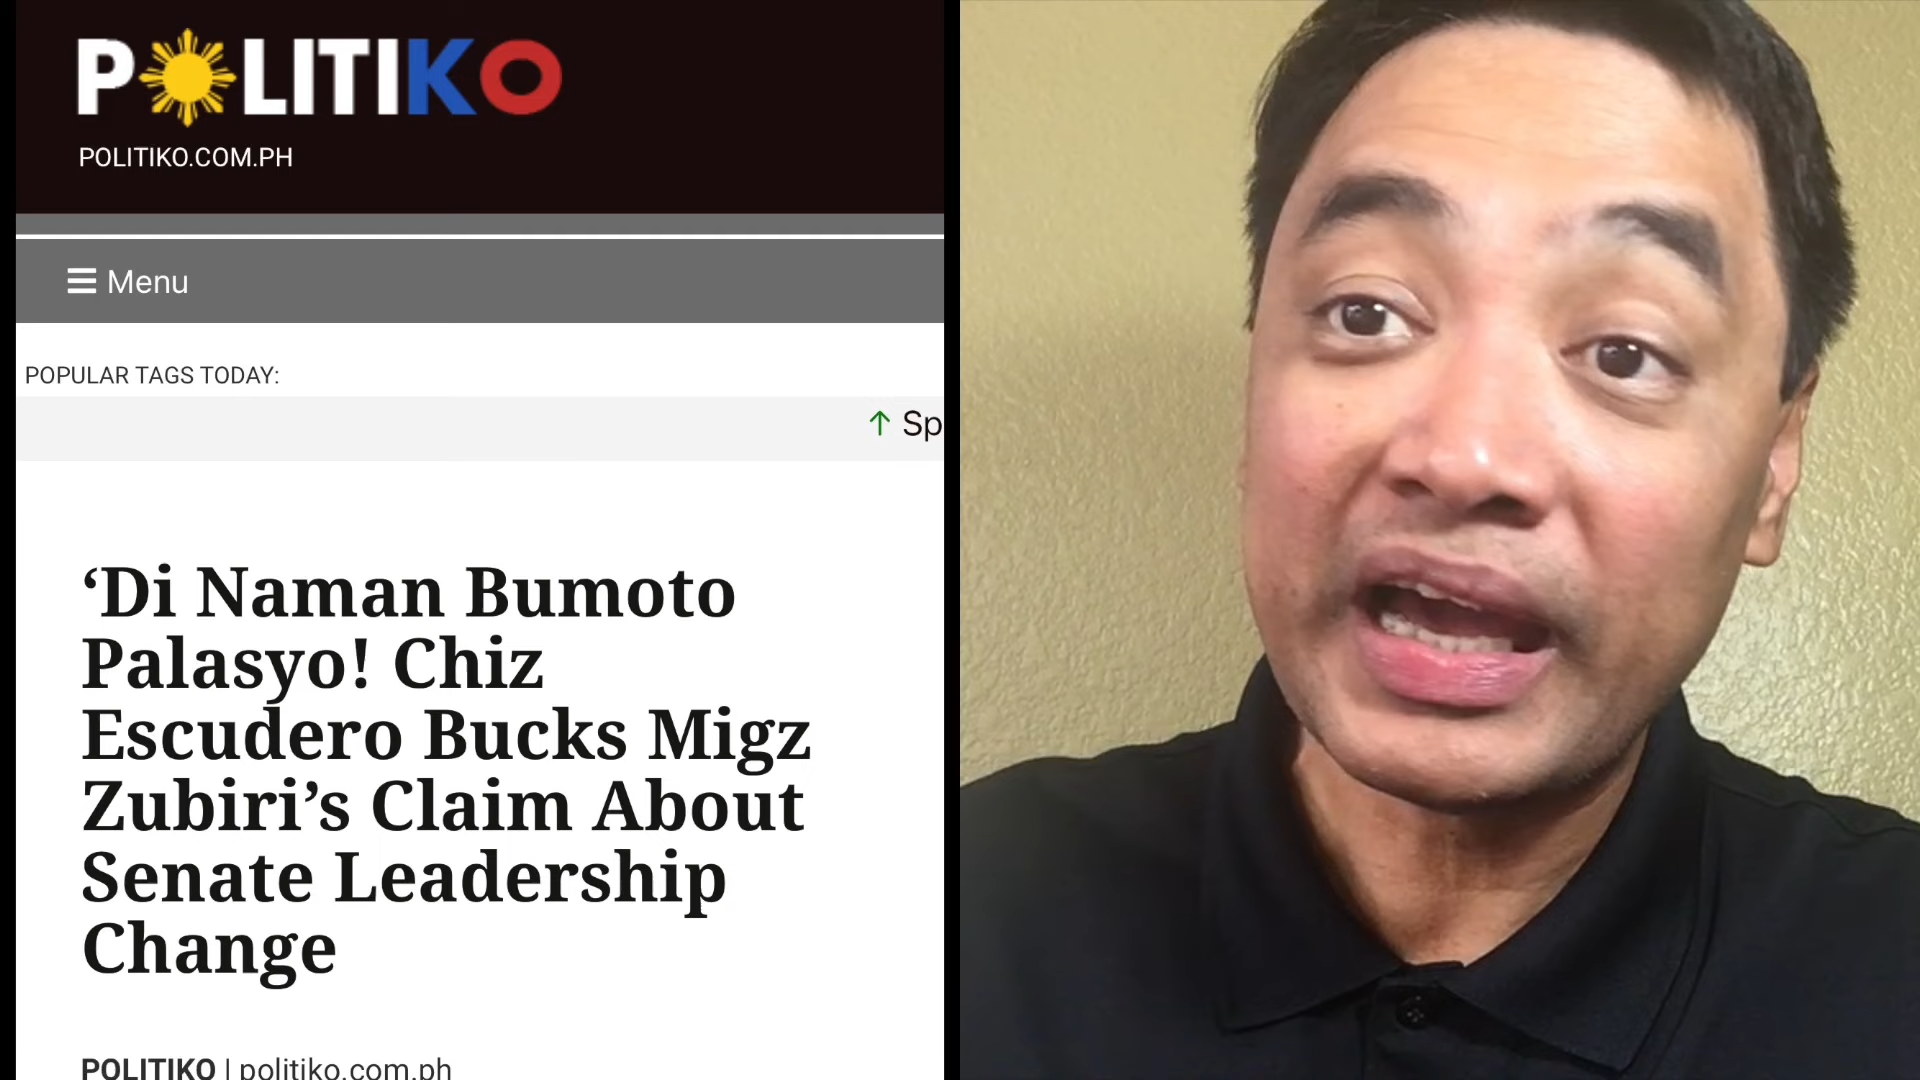 POLITIKO
POLITIKO.COM.PH
Menu
POPULAR TAGS TODAY:
↑ Sp
‘Di Naman Bumoto
Palasyo! Chiz
Escudero Bucks Migz
Zubiri’s Claim About
Senate Leadership
Change
POLITIKO | politiko.com.ph